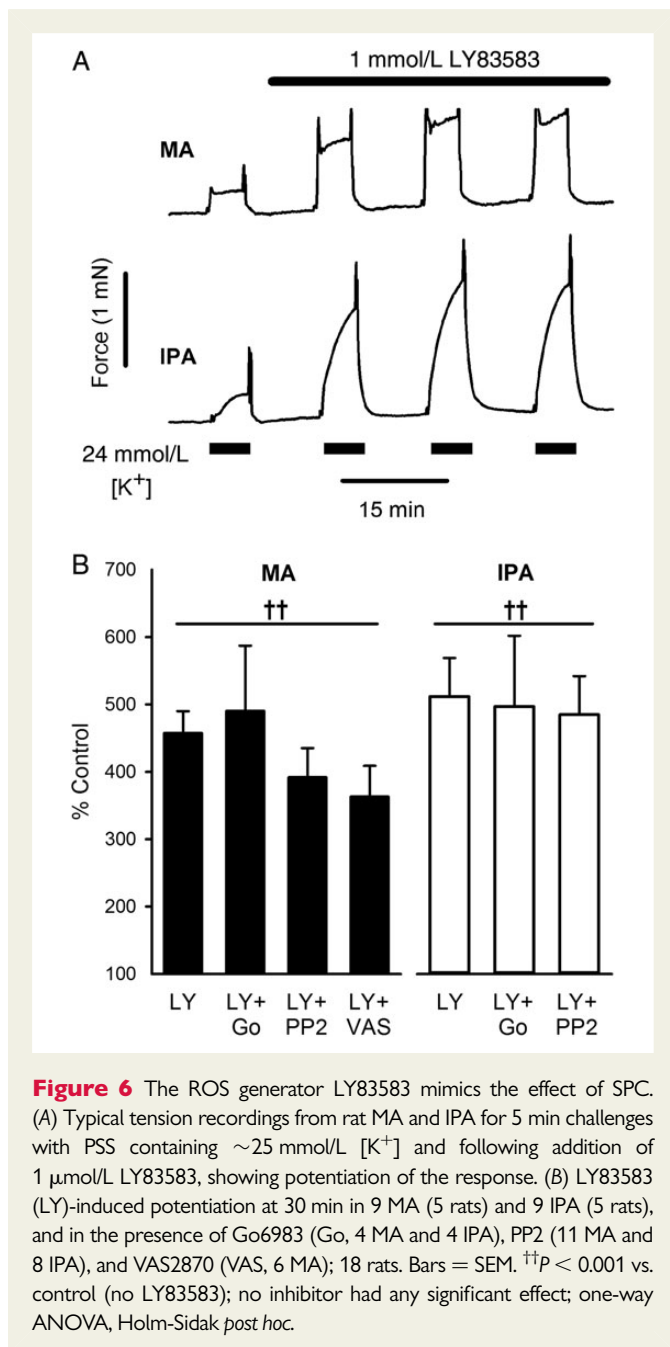 A
1 mmol/L LY83583
MA
Force (1 mN)
IPA
24 mmol/L
[K+]
15 min
B
700
600
500
400
300
200
100
% Control
MA
††
IPA
††
LY
LY+
Go
LY+
PP2
LY+
VAS
LY
LY+
Go
LY+
PP2
Figure 6 The ROS generator LY83583 mimics the effect of SPC.
(A) Typical tension recordings from rat MA and IPA for 5 min challenges
with PSS containing ~25 mmol/L [K+] and following addition of
1 μmol/L LY83583, showing potentiation of the response. (B) LY83583
(LY)-induced potentiation at 30 min in 9 MA (5 rats) and 9 IPA (5 rats),
and in the presence of Go6983 (Go, 4 MA and 4 IPA), PP2 (11 MA and
8 IPA), and VAS2870 (VAS, 6 MA); 18 rats. Bars = SEM. ††P < 0.001 vs.
control (no LY83583); no inhibitor had any significant effect; one-way
ANOVA, Holm-Sidak post hoc.